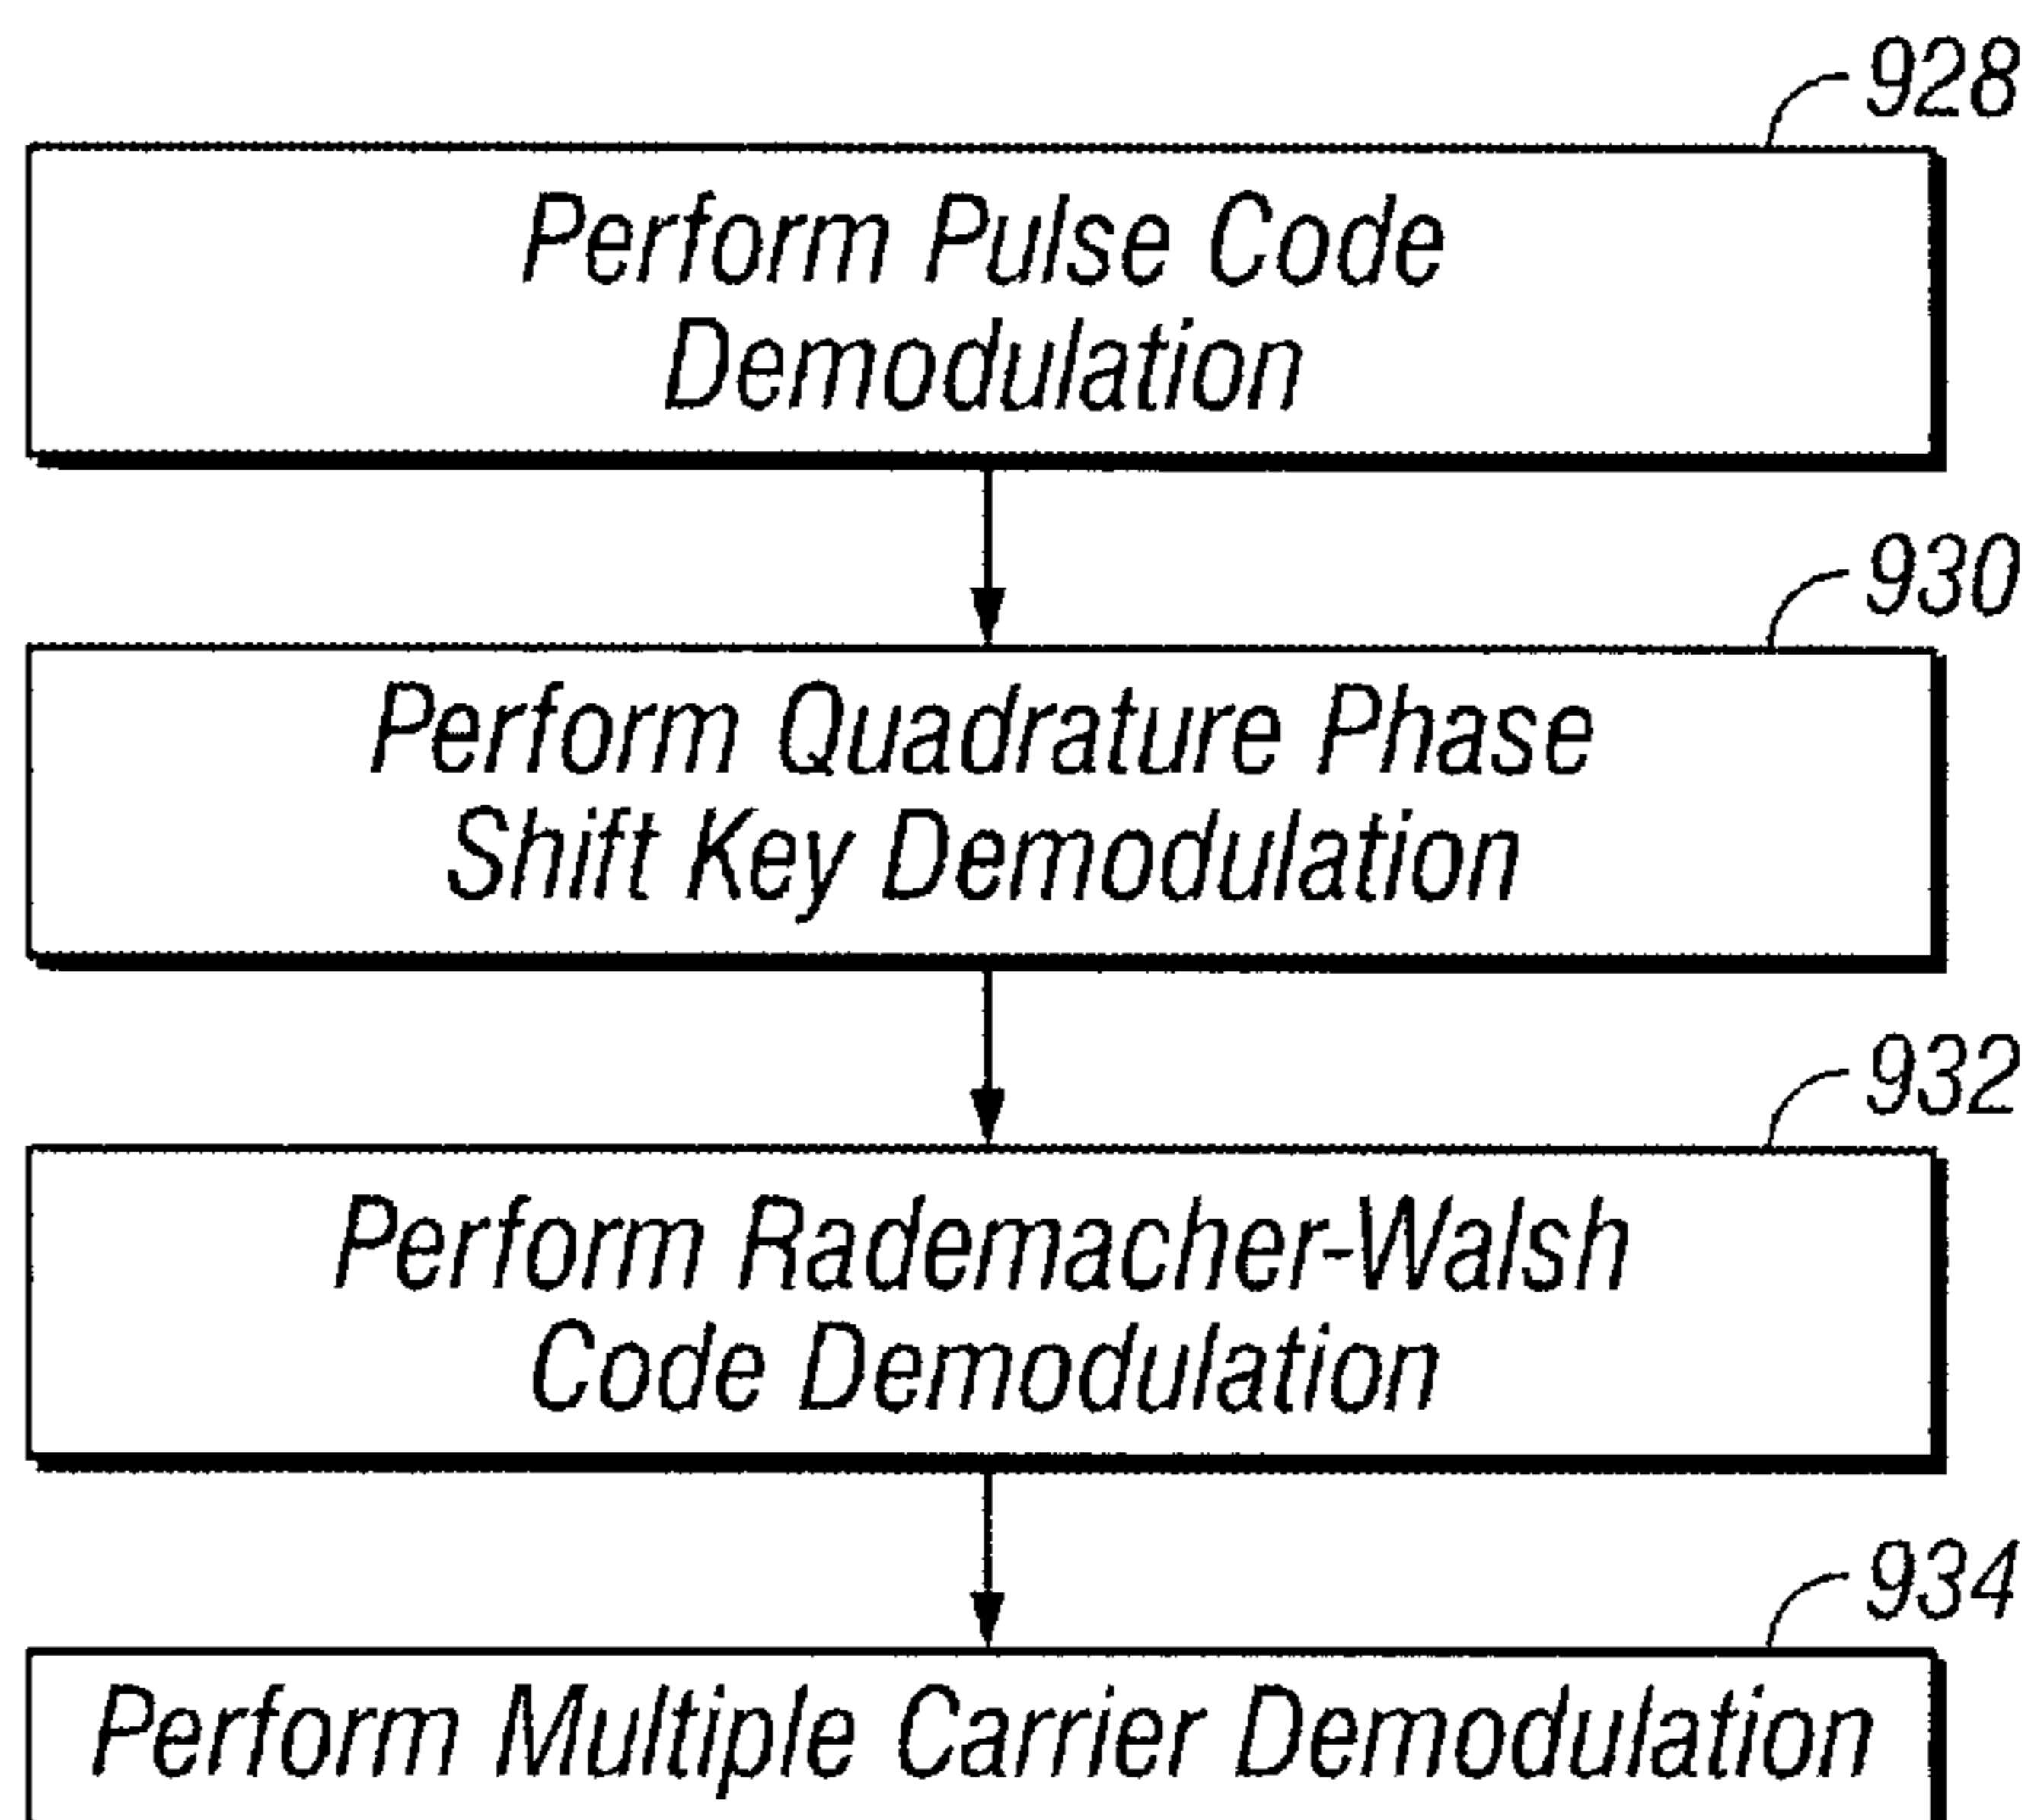 928
Perform Pulse Code
Demodulation
930
Perform Quadrature Phase
Shift Key Demodulation
932
Perform Rademacher-Walsh
Code Demodulation
934
Perform Multiple Carrier Demodulation